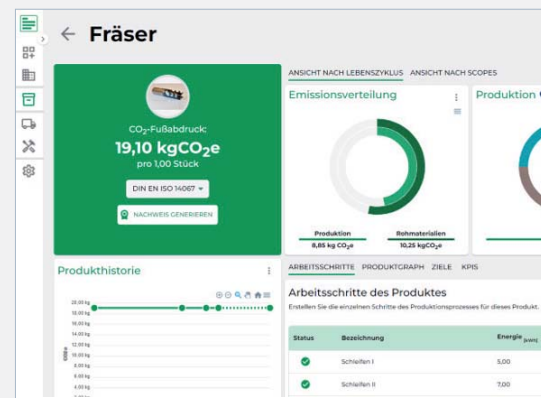 Fräser
CO₂-Fußabdruck:
19,10 kgCO₂e
pro 1,00 Stück
DIN EN ISO 14067
NACHWEIS GENERIEREN
ANSICHT NACH LEBENSZYKLUS ANSICHT NACH SCOPES
Emissionsverteilung
Produktion
Rohmaterialien
8,85 kg CO₂e
10,25 kgCO₂e
Produktion
Produkthistorie
20,00 kg
18,00 kg
16,00 kg
14,00 kg
12,00 kg
10,00 kg
8,00 kg
6,00 kg
4,00 kg
ARBEITSSCHRITTE PRODUKTGRAPH ZIELE KPIS
Arbeitsschritte des Produktes
Erstellen Sie die einzelnen Schritte des Produktionsprozesses für dieses Produkt.
Status Bezeichnung Energie [kWh]
Schleifen I 5,00
Schleifen II 7,00